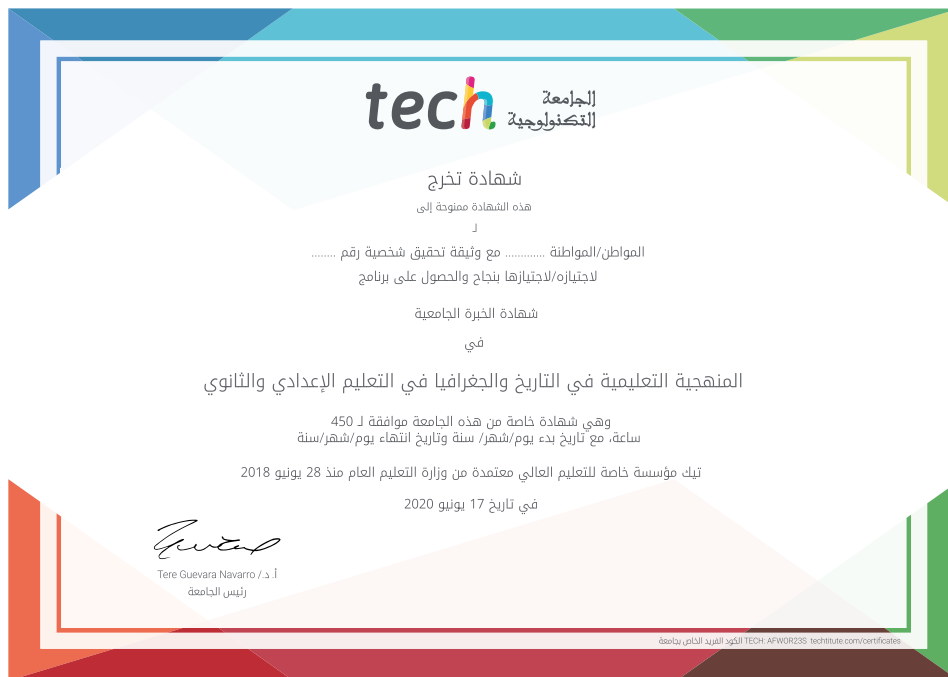 tech الجامعة
التكنولوجية
شهادة تخرج
هذه الشهادة ممنوحة إلى
لـ
المواطن/المواطنة ............. مع وثيقة تحقيق شخصية رقم ........
لاجتيازه/لاجتيازها بنجاح والحصول على برنامج
شهادة الخبرة الجامعية
في
المنهجية التعليمية في التاريخ والجغرافيا في التعليم الإعدادي والثانوي
وهي شهادة خاصة من هذه الجامعة موافقة لـ 450
ساعة، مع تاريخ بدء يوم/شهر/ سنة وتاريخ انتهاء يوم/شهر/سنة
تيك مؤسسة خاصة للتعليم العالي معتمدة من وزارة التعليم العام منذ 28 يونيو 2018
في تاريخ 17 يونيو 2020
أ. د./ Tere Guevara Navarro
رئيس الجامعة
الكود الفريد الخاص بجامعة TECH: AFWOR23S techtitute.com/certificates